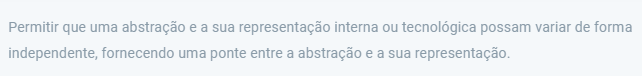 Permitir que uma abstração e a sua representação interna ou tecnológica possam variar de forma
independente, fornecendo uma ponte entre a abstração e a sua representação.